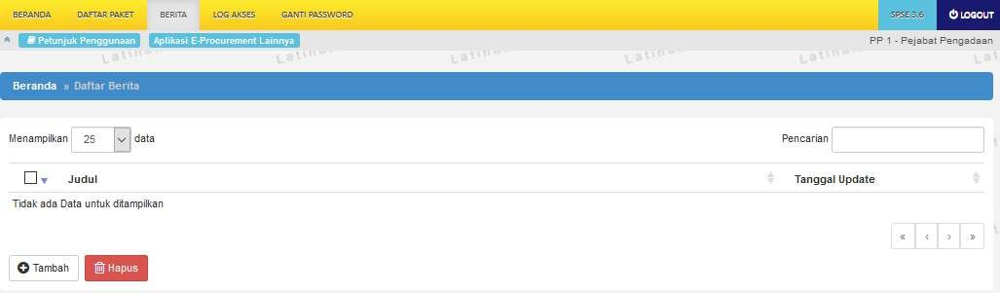 BERANDA DAFTAR PAKET BERITA LOG AKSES GANTI PASSWORD SPSE 3.6 LOGOUT
Petunjuk Penggunaan Aplikasi E-Procurement Lainnya PP 1 - Pejabat Pengadaan
Beranda » Daftar Berita
Menampilkan 25 data Pencarian
Judul Tanggal Update
Tidak ada Data untuk ditampilkan
« ‹ › »
Tambah Hapus